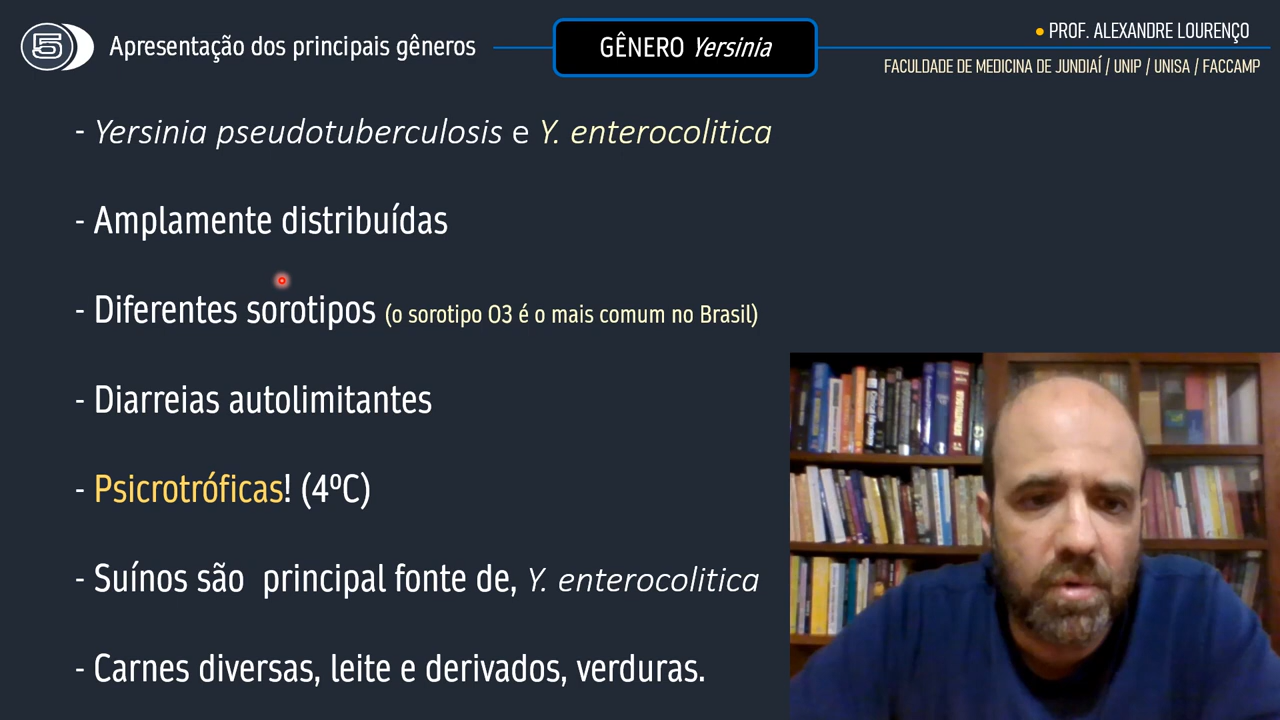 5 Apresentação dos principais gêneros
GÊNERO Yersinia
• PROF. ALEXANDRE LOURENÇO
FACULDADE DE MEDICINA DE JUNDIAÍ / UNIP / UNISA / FACCAMP
- Yersinia pseudotuberculosis e Y. enterocolitica
- Amplamente distribuídas
- Diferentes sorotipos (o sorotipo O3 é o mais comum no Brasil)
- Diarreias autolimitantes
- Psicrotróficas! (4ºC)
- Suínos são principal fonte de, Y. enterocolitica
- Carnes diversas, leite e derivados, verduras.